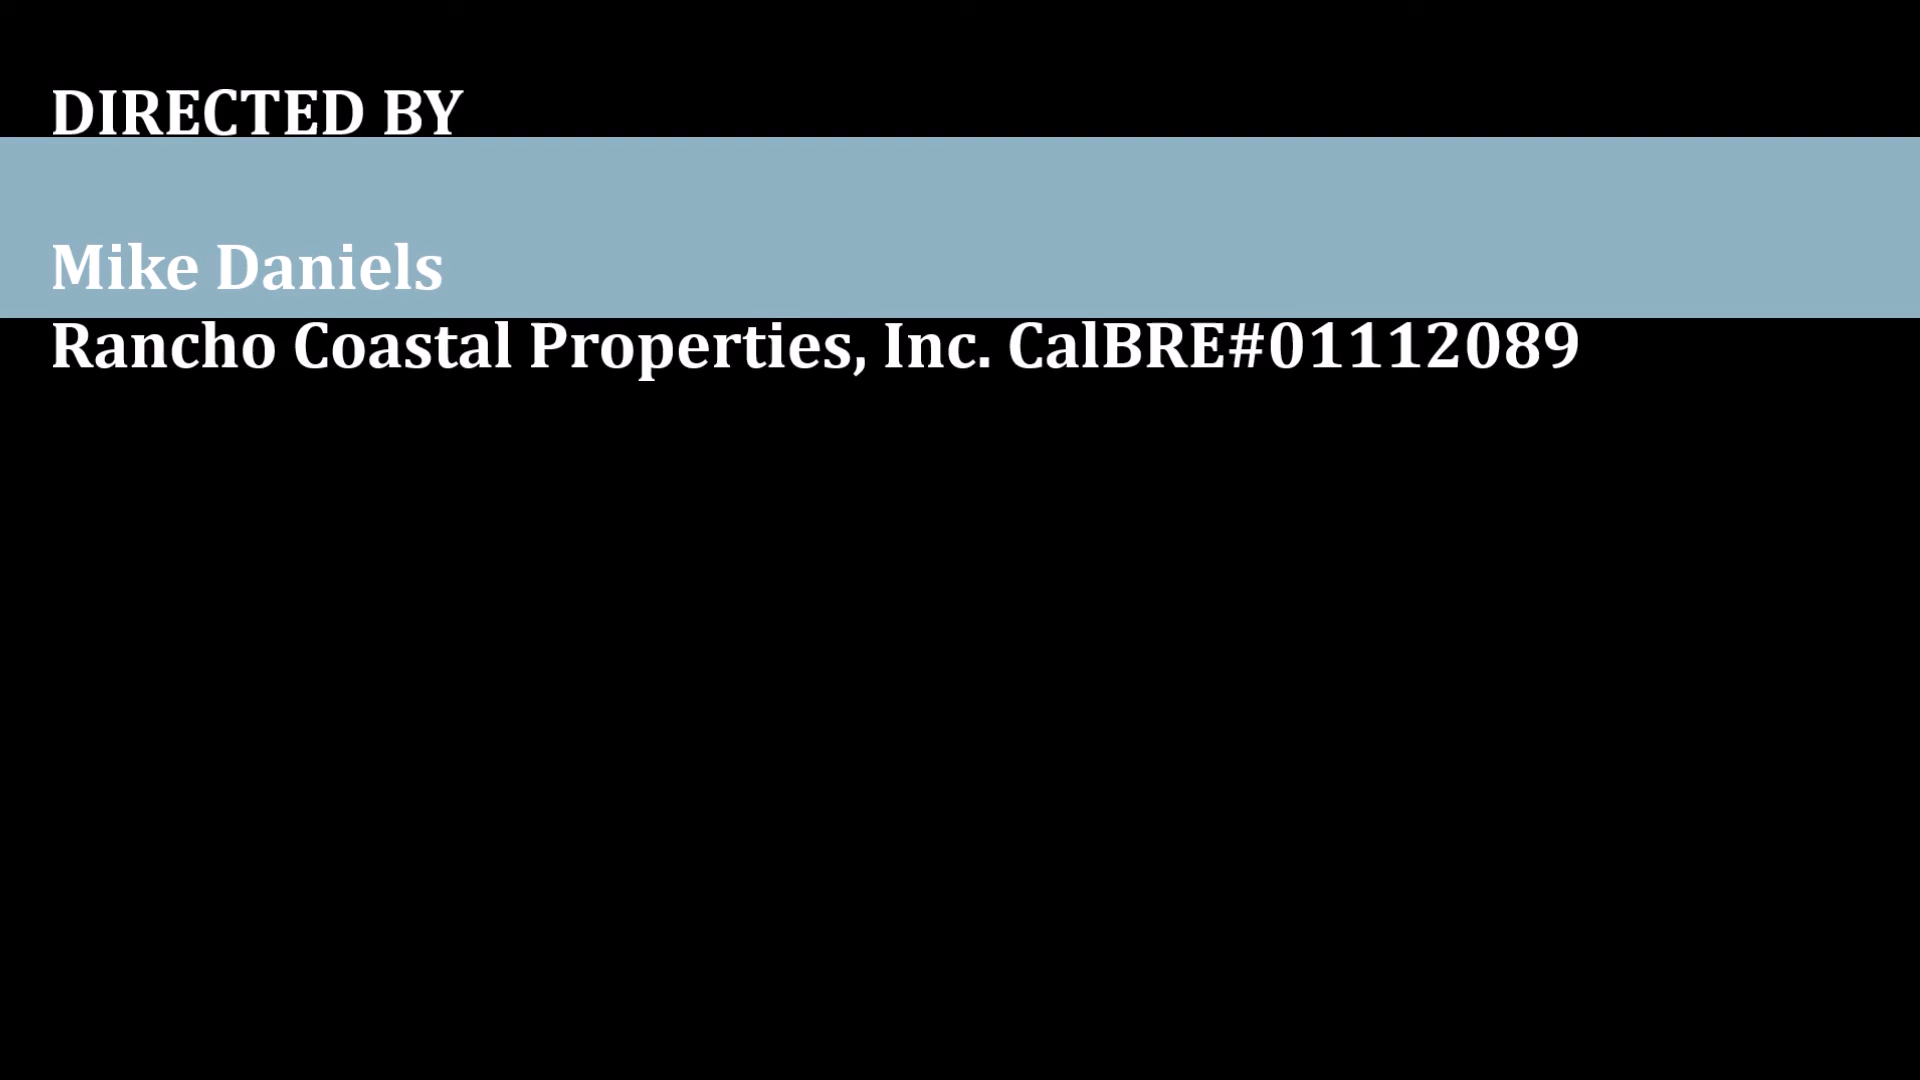 DIRECTED BY
Mike Daniels
Rancho Coastal Properties, Inc. CalBRE#01112089